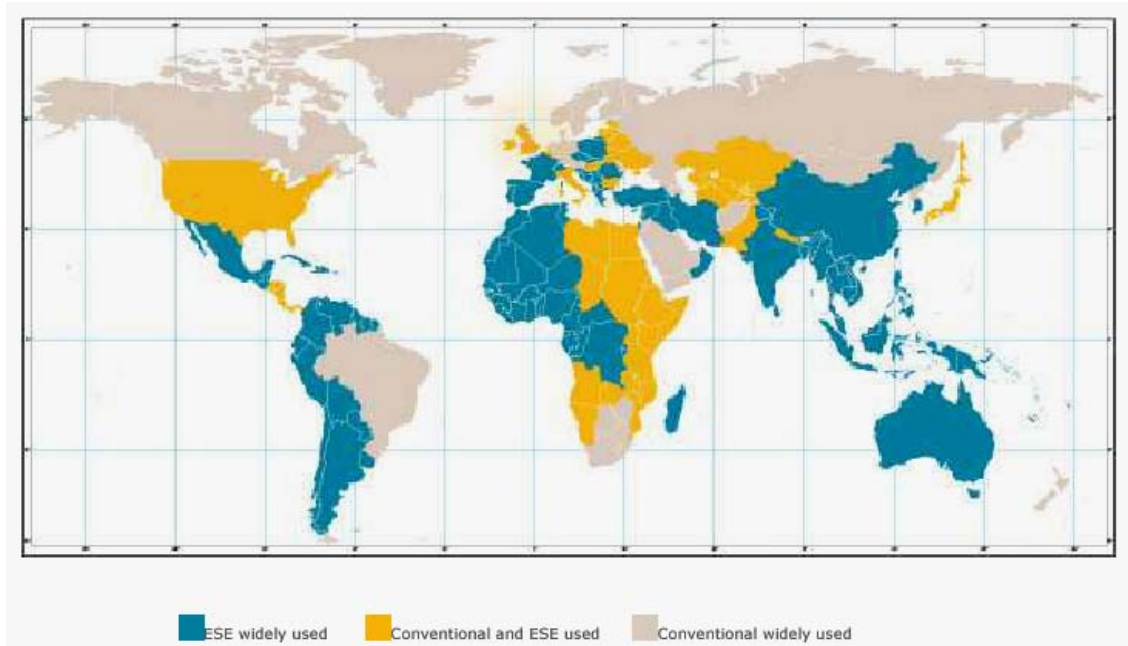 ESE widely used
Conventional and ESE used
Conventional widely used